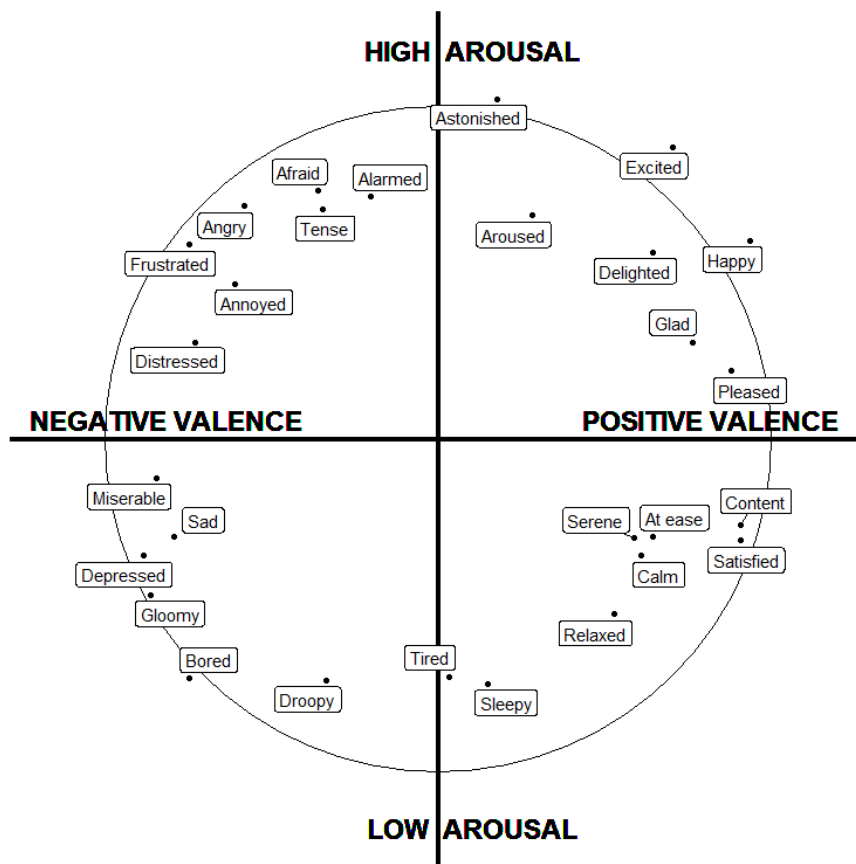 HIGH AROUSAL
Astonished
Excited
Afraid
Alarmed
Angry
Tense
Aroused
Frustrated
Delighted
Happy
Annoyed
Glad
Distressed
Pleased
NEGATIVE VALENCE
POSITIVE VALENCE
Miserable
Content
Sad
Serene
At ease
Depressed
Calm
Satisfied
Gloomy
Relaxed
Bored
Tired
Droopy
Sleepy
LOW AROUSAL